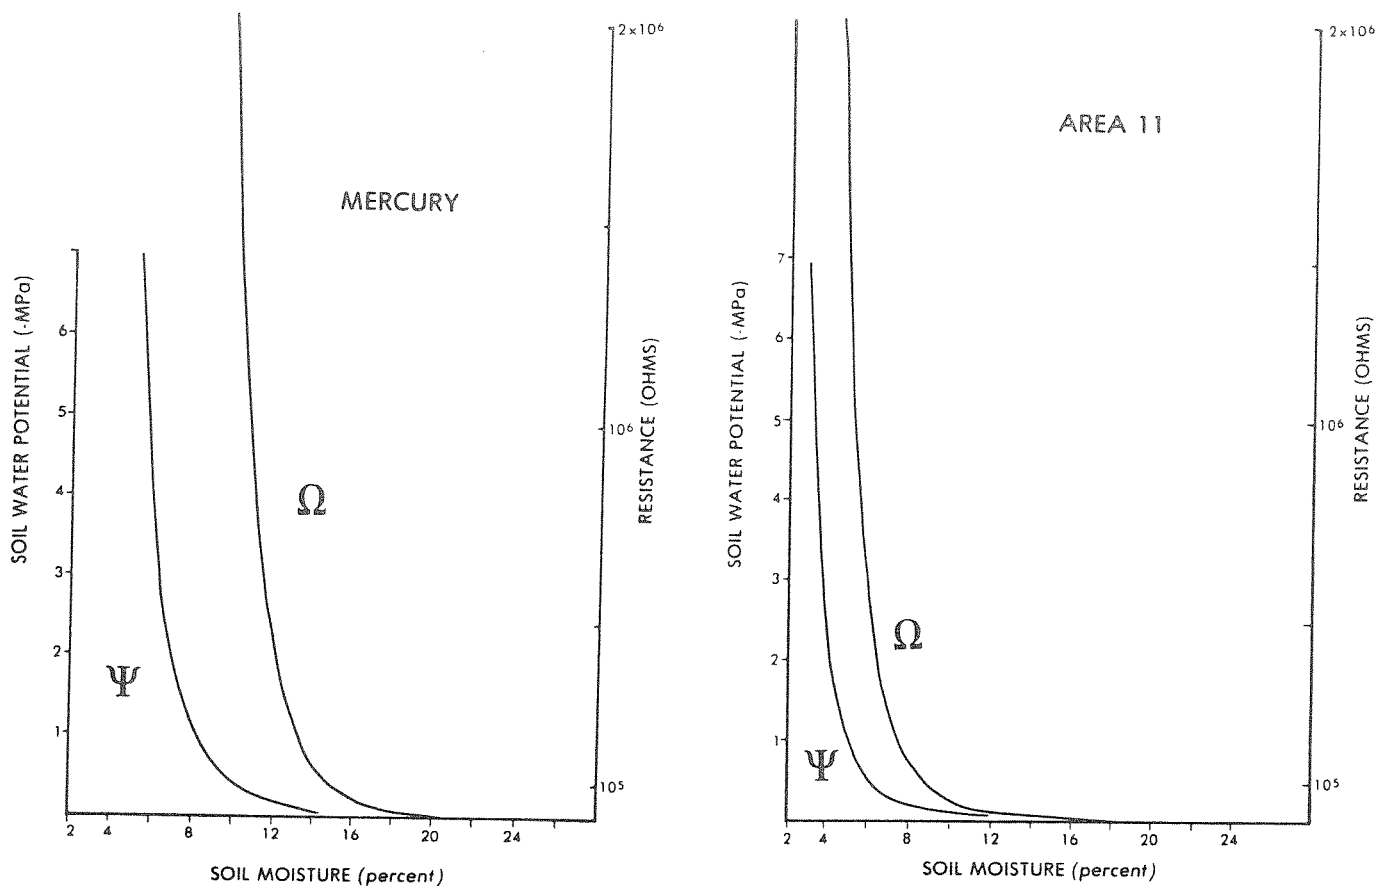 MERCURY
SOIL WATER POTENTIAL (-MPa)
6
5
4
3
2
1
Ψ
Ω
2×10⁶
10⁶
10⁵
RESISTANCE (OHMS)
2 4 8 12 16 20 24
SOIL MOISTURE (percent)
AREA 11
SOIL WATER POTENTIAL (-MPa)
7
6
5
4
3
2
1
Ψ
Ω
2×10⁶
10⁶
10⁵
RESISTANCE (OHMS)
2 4 8 12 16 20 24
SOIL MOISTURE (percent)